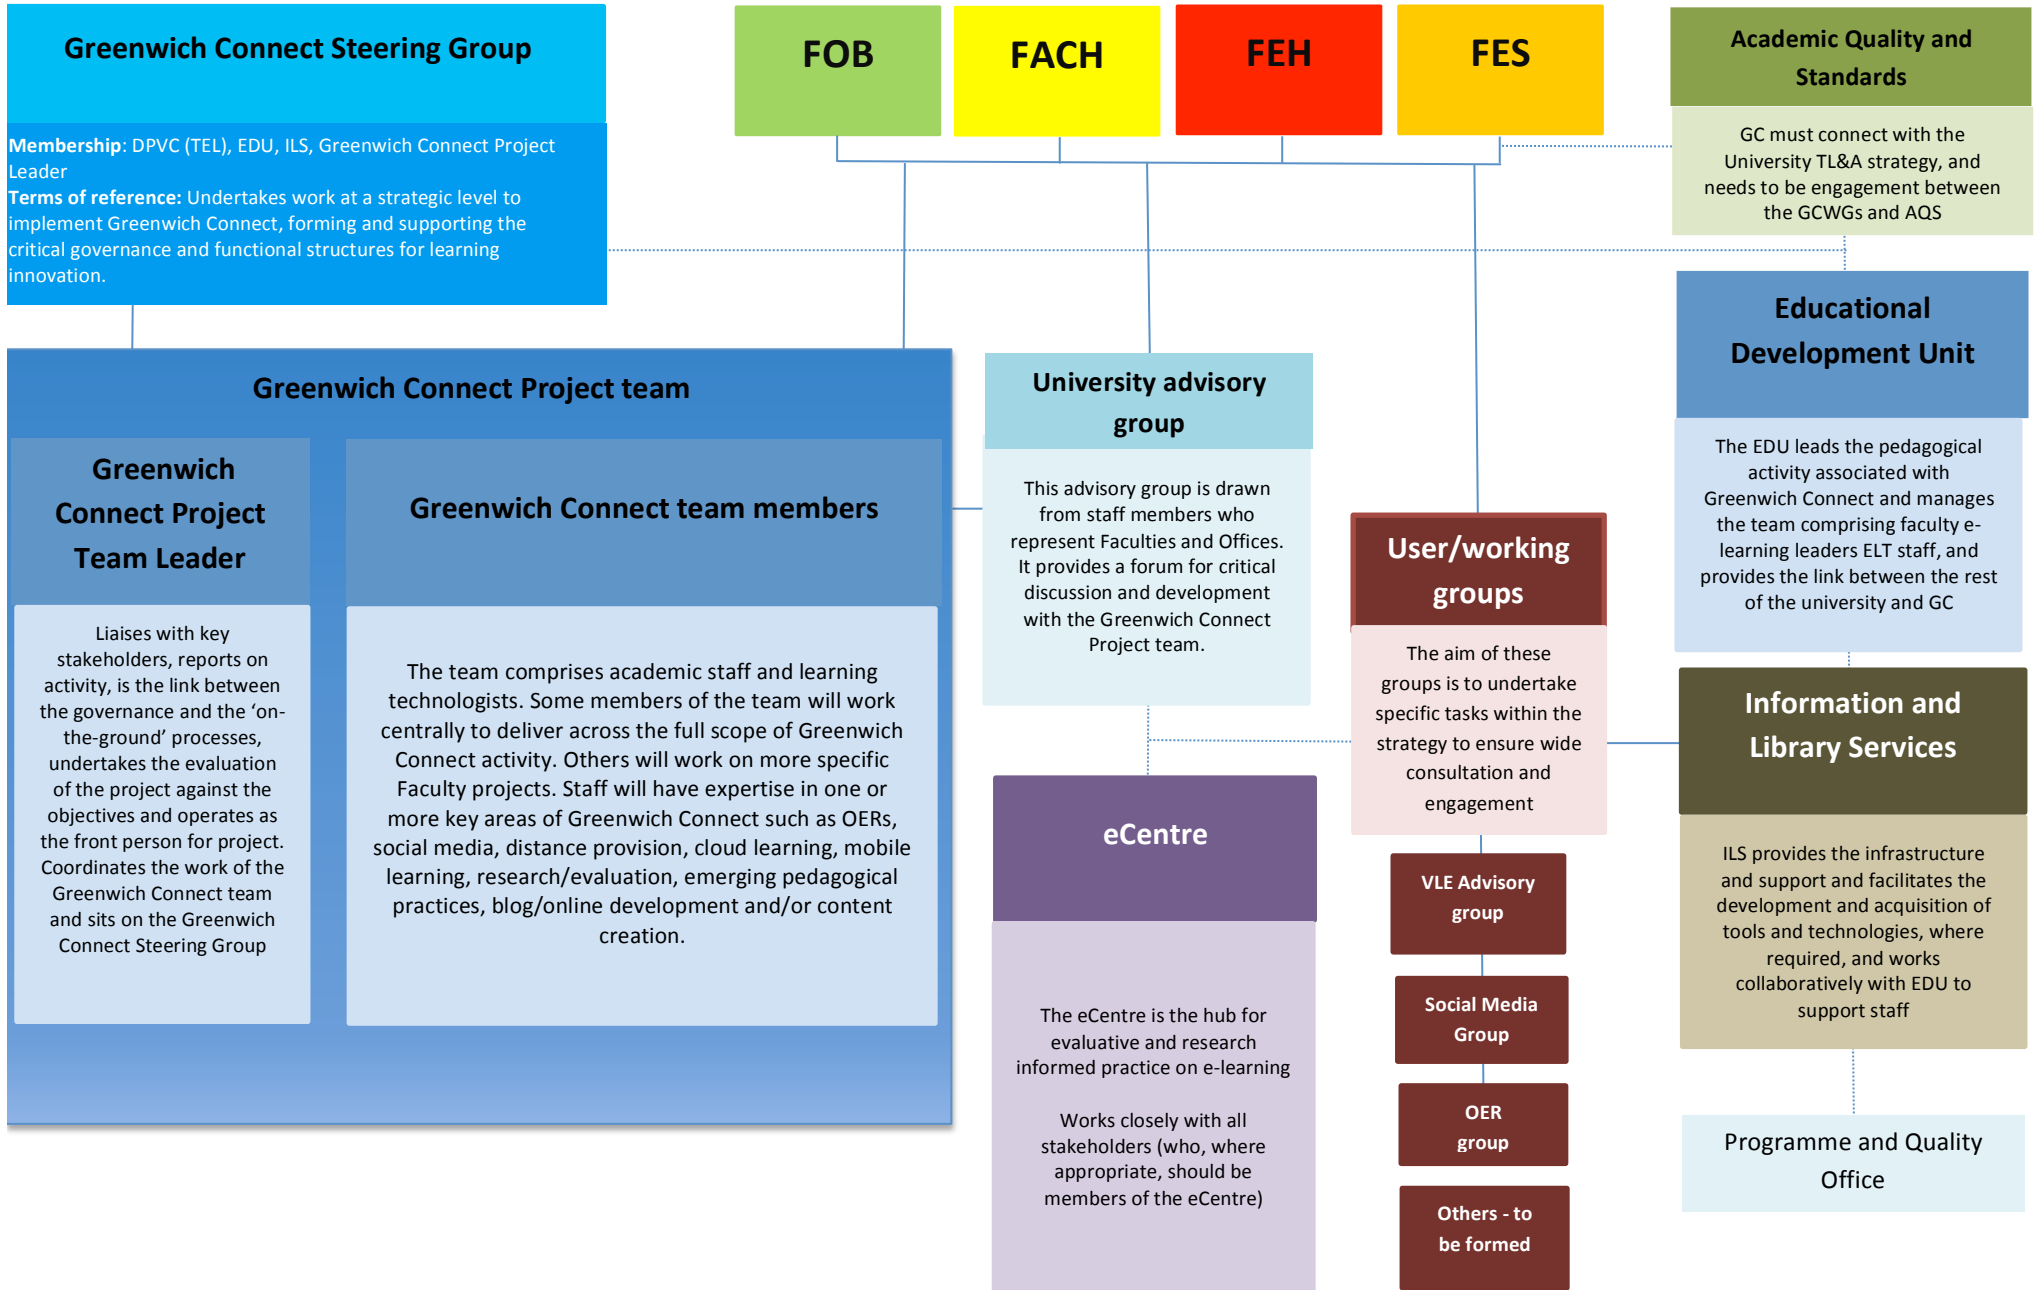 Greenwich Connect Steering Group
Membership: DPVC (TEL), EDU, ILS, Greenwich Connect Project
Leader
Terms of reference: Undertakes work at a strategic level to
implement Greenwich Connect, forming and supporting the
critical governance and functional structures for learning
innovation.
FOB
FACH
FEH
FES
Academic Quality and
Standards
GC must connect with the
University TL&A strategy, and
needs to be engagement between
the GCWGs and AQS
Greenwich Connect Project team
Greenwich
Connect Project
Team Leader
Liaises with key
stakeholders, reports on
activity, is the link between
the governance and the ‘on-
the-ground’ processes,
undertakes the evaluation
of the project against the
objectives and operates as
the front person for project.
Coordinates the work of the
Greenwich Connect team
and sits on the Greenwich
Connect Steering Group
Greenwich Connect team members
The team comprises academic staff and learning
technologists. Some members of the team will work
centrally to deliver across the full scope of Greenwich
Connect activity. Others will work on more specific
Faculty projects. Staff will have expertise in one or
more key areas of Greenwich Connect such as OERs,
social media, distance provision, cloud learning, mobile
learning, research/evaluation, emerging pedagogical
practices, blog/online development and/or content
creation.
University advisory
group
This advisory group is drawn
from staff members who
represent Faculties and Offices.
It provides a forum for critical
discussion and development
with the Greenwich Connect
Project team.
eCentre
The eCentre is the hub for
evaluative and research
informed practice on e-learning
Works closely with all
stakeholders (who, where
appropriate, should be
members of the eCentre)
User/working
groups
The aim of these
groups is to undertake
specific tasks within the
strategy to ensure wide
consultation and
engagement
VLE Advisory
group
Social Media
Group
OER
group
Others - to
be formed
Educational
Development Unit
The EDU leads the pedagogical
activity associated with
Greenwich Connect and manages
the team comprising faculty e-
learning leaders ELT staff, and
provides the link between the rest
of the university and GC
Information and
Library Services
ILS provides the infrastructure
and support and facilitates the
development and acquisition of
tools and technologies, where
required, and works
collaboratively with EDU to
support staff
Programme and Quality
Office